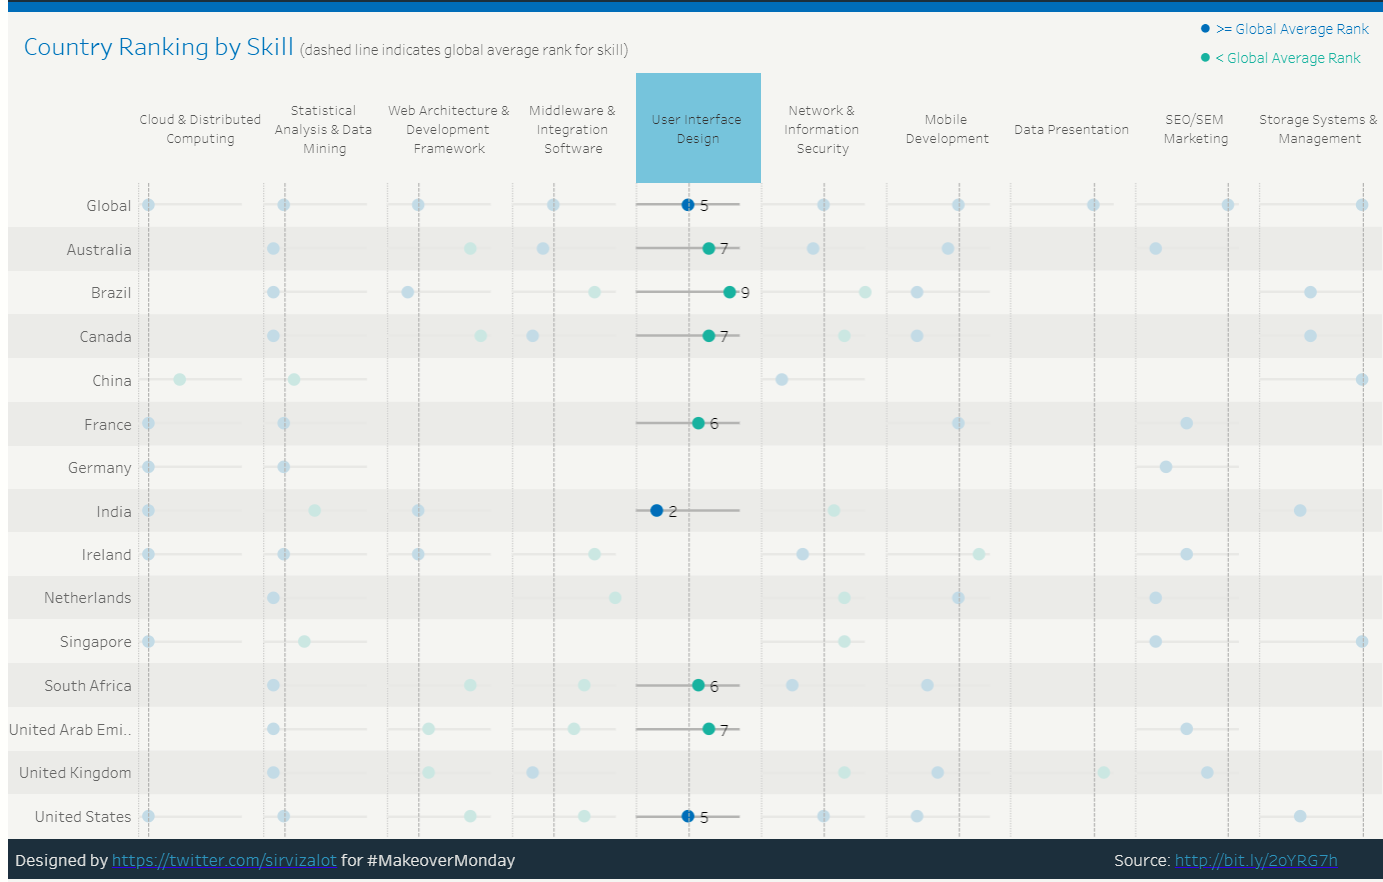 Country Ranking by Skill (dashed line indicates global average rank for skill)
>= Global Average Rank
< Global Average Rank
Cloud & Distributed
Computing
Statistical
Analysis & Data
Mining
Web Architecture &
Development
Framework
Middleware &
Integration
Software
User Interface
Design
Network &
Information
Security
Mobile
Development
Data Presentation
SEO/SEM
Marketing
Storage Systems &
Management
Global 5
Australia 7
Brazil 9
Canada 7
China
France 6
Germany
India 2
Ireland
Netherlands
Singapore
South Africa 6
United Arab Emi.. 7
United Kingdom
United States 5
Designed by https://twitter.com/sirvizalot for #MakeoverMonday
Source: http://bit.ly/2oYRG7h